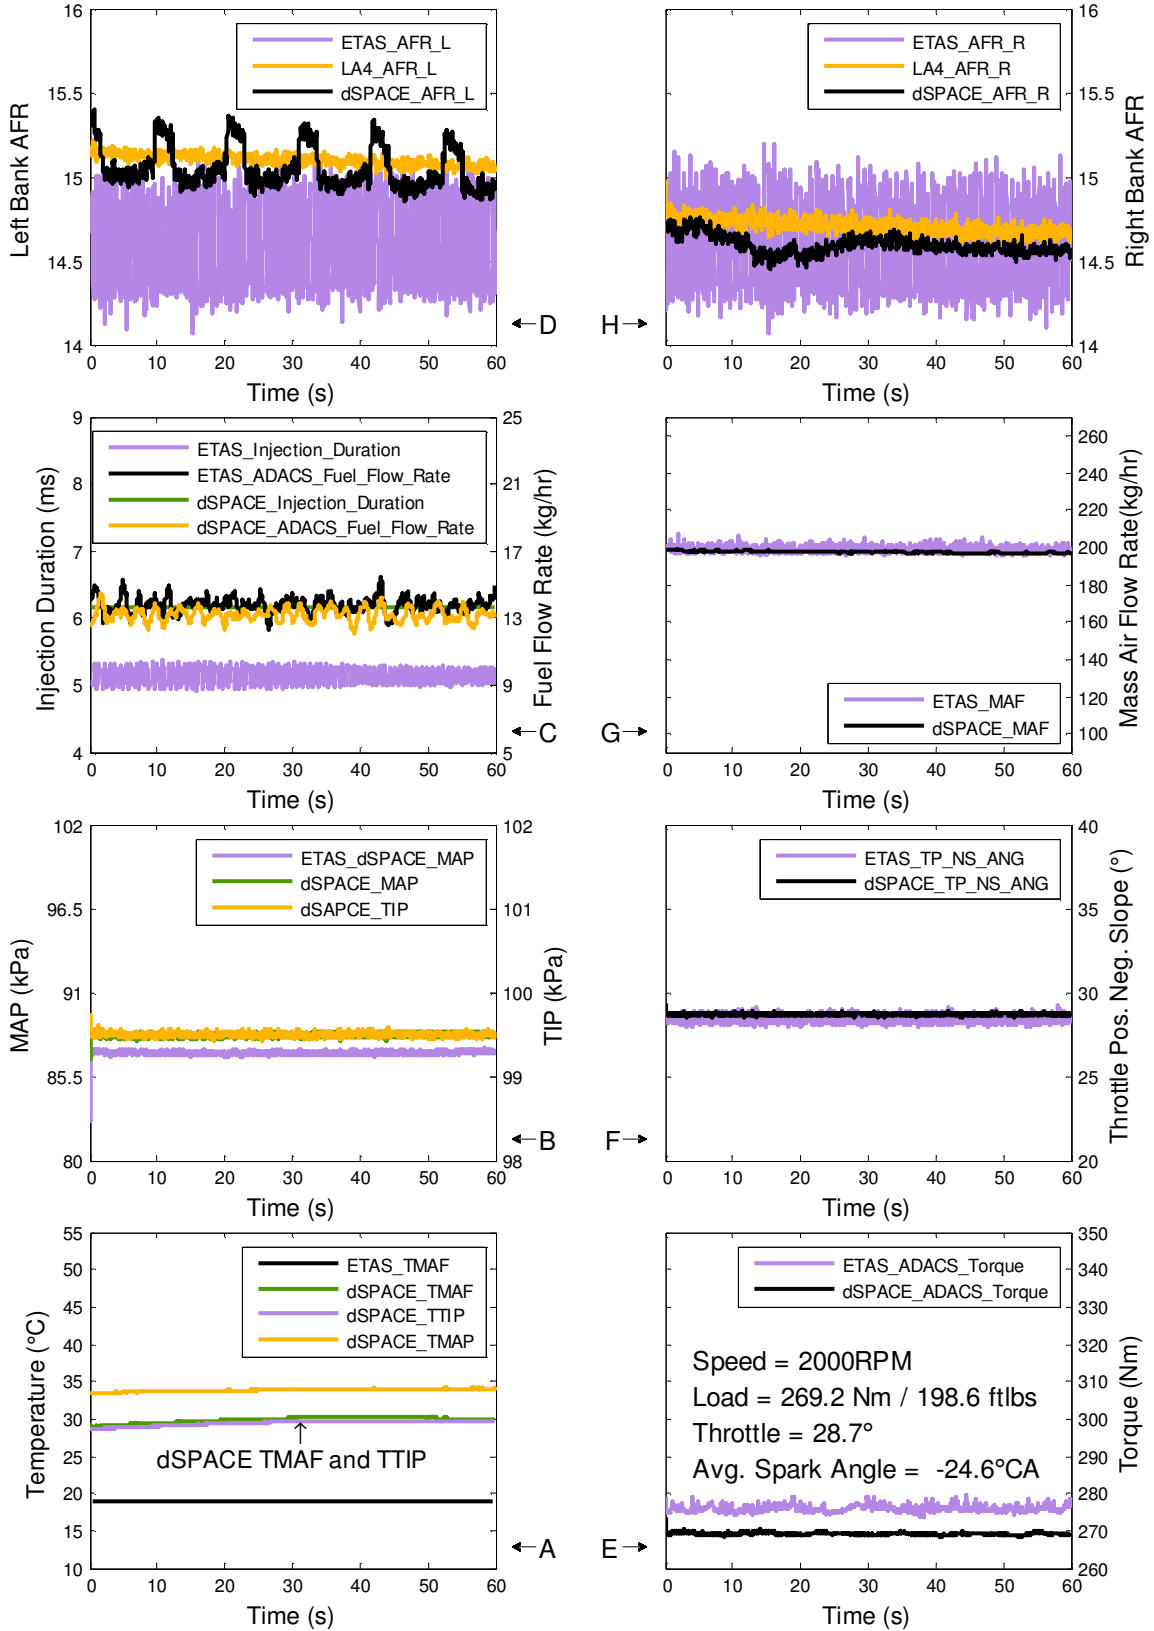 16
15.5
15
14.5
14
Left Bank AFR
ETAS_AFR_L
LA4_AFR_L
dSPACE_AFR_L
0 10 20 30 40 50 60
Time (s)
←D
16
15.5
15
14.5
14
Right Bank AFR
ETAS_AFR_R
LA4_AFR_R
dSPACE_AFR_R
0 10 20 30 40 50 60
Time (s)
H→
9
8
7
6
5
4
Injection Duration (ms)
ETAS_Injection_Duration
ETAS_ADACS_Fuel_Flow_Rate
dSPACE_Injection_Duration
dSPACE_ADACS_Fuel_Flow_Rate
25
21
17
13
9
5
Fuel Flow Rate (kg/hr)
0 10 20 30 40 50 60
Time (s)
←C
260
240
220
200
180
160
140
120
100
Mass Air Flow Rate(kg/hr)
ETAS_MAF
dSPACE_MAF
0 10 20 30 40 50 60
Time (s)
G→
102
96.5
91
85.5
80
MAP (kPa)
ETAS_dSPACE_MAP
dSPACE_MAP
dSAPCE_TIP
102
101
100
99
98
TIP (kPa)
0 10 20 30 40 50 60
Time (s)
←B
40
35
30
25
20
Throttle Pos. Neg. Slope (°)
ETAS_TP_NS_ANG
dSPACE_TP_NS_ANG
0 10 20 30 40 50 60
Time (s)
F→
55
50
45
40
35
30
25
20
15
10
Temperature (°C)
ETAS_TMAF
dSPACE_TMAF
dSPACE_TTIP
dSPACE_TMAP
dSPACE TMAF and TTIP
0 10 20 30 40 50 60
Time (s)
←A
350
340
330
320
310
300
290
280
270
260
Torque (Nm)
ETAS_ADACS_Torque
dSPACE_ADACS_Torque
Speed = 2000RPM
Load = 269.2 Nm / 198.6 ftlbs
Throttle = 28.7°
Avg. Spark Angle = -24.6°CA
0 10 20 30 40 50 60
Time (s)
E→